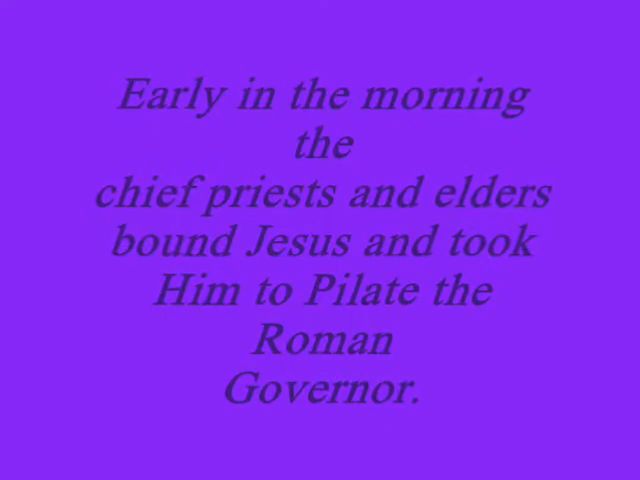 Early in the morning
the
chief priests and elders
bound Jesus and took
Him to Pilate the
Roman
Governor.